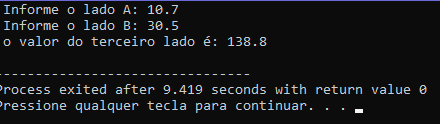 Informe o lado A: 10.7
Informe o lado B: 30.5
o valor do terceiro lado é: 138.8
--------------------------------
Process exited after 9.419 seconds with return value 0
Pressione qualquer tecla para continuar. . .